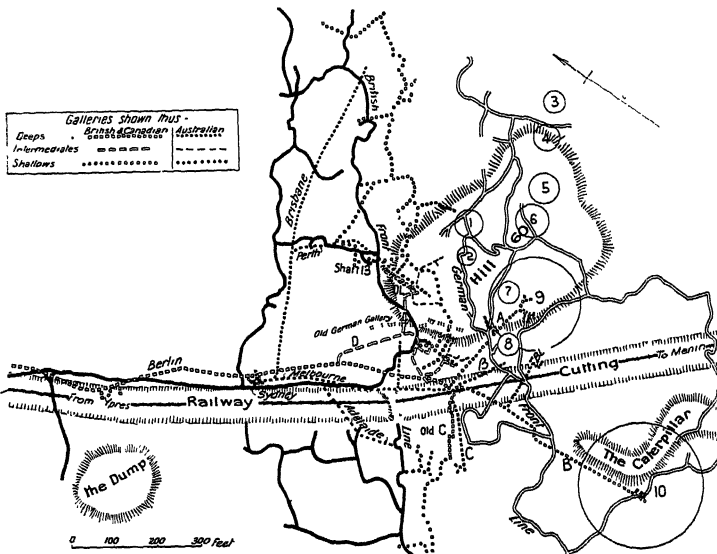 Galleries shown thus -
British & Canadian
Australian
Deeps
Intermediates
Shallows
British
Brisbane
Perth
Shaft 13
Front
Line
Old German Gallery
D
Berlin
Melbourne
Sydney
Adelaide
From Ypres
Railway
Cutting
To Menin
Old C
C
The Dump
0 100 200 300 Feet
3
4
5
1
6
2
60
Hill
German
7
A
9
8
B
Front
Line
B
The Caterpillar
10